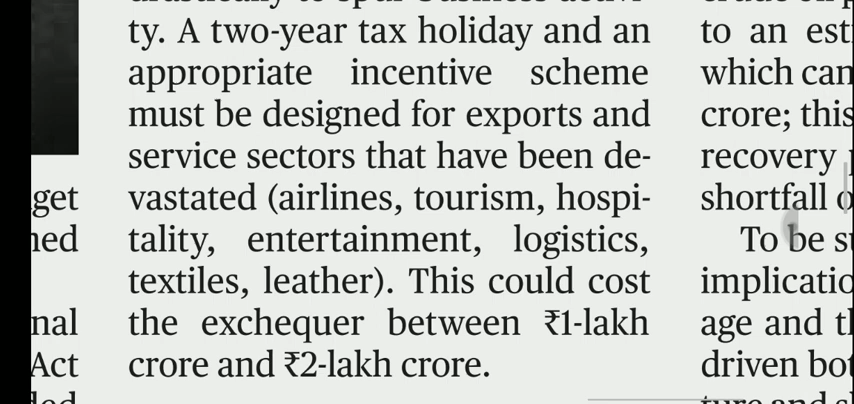 get
ned
nal
Act
ty. A two-year tax holiday and an
appropriate incentive scheme
must be designed for exports and
service sectors that have been de-
vastated (airlines, tourism, hospi-
tality, entertainment, logistics,
textiles, leather). This could cost
the exchequer between ₹1-lakh
crore and ₹2-lakh crore.
to an est
which can
crore; this
recovery
shortfall
To be su
implicatio
age and th
driven bot